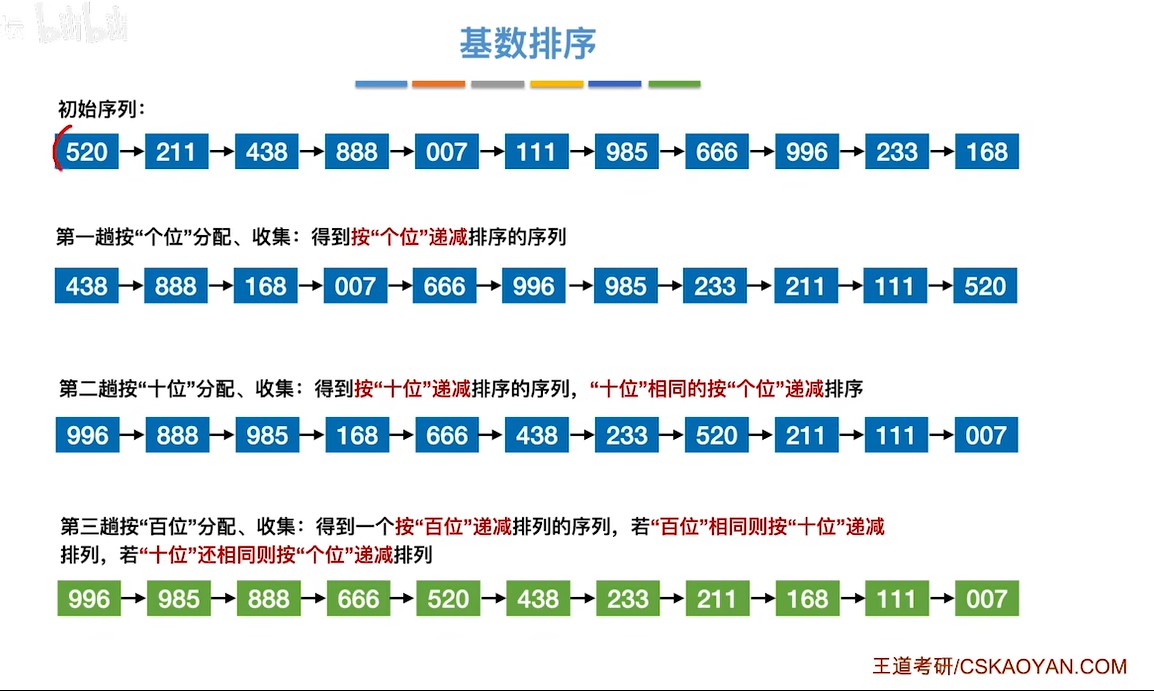 bilibili
基数排序
初始序列：
520 211 438 888 007 111 985 666 996 233 168
第一趟按“个位”分配、收集：得到按“个位”递减排序的序列
438 888 168 007 666 996 985 233 211 111 520
第二趟按“十位”分配、收集：得到按“十位”递减排序的序列，“十位”相同的按“个位”递减排序
996 888 985 168 666 438 233 520 211 111 007
第三趟按“百位”分配、收集：得到一个按“百位”递减排列的序列，若“百位”相同则按“十位”递减
排列，若“十位”还相同则按“个位”递减排列
996 985 888 666 520 438 233 211 168 111 007
王道考研/CSKAOYAN.COM